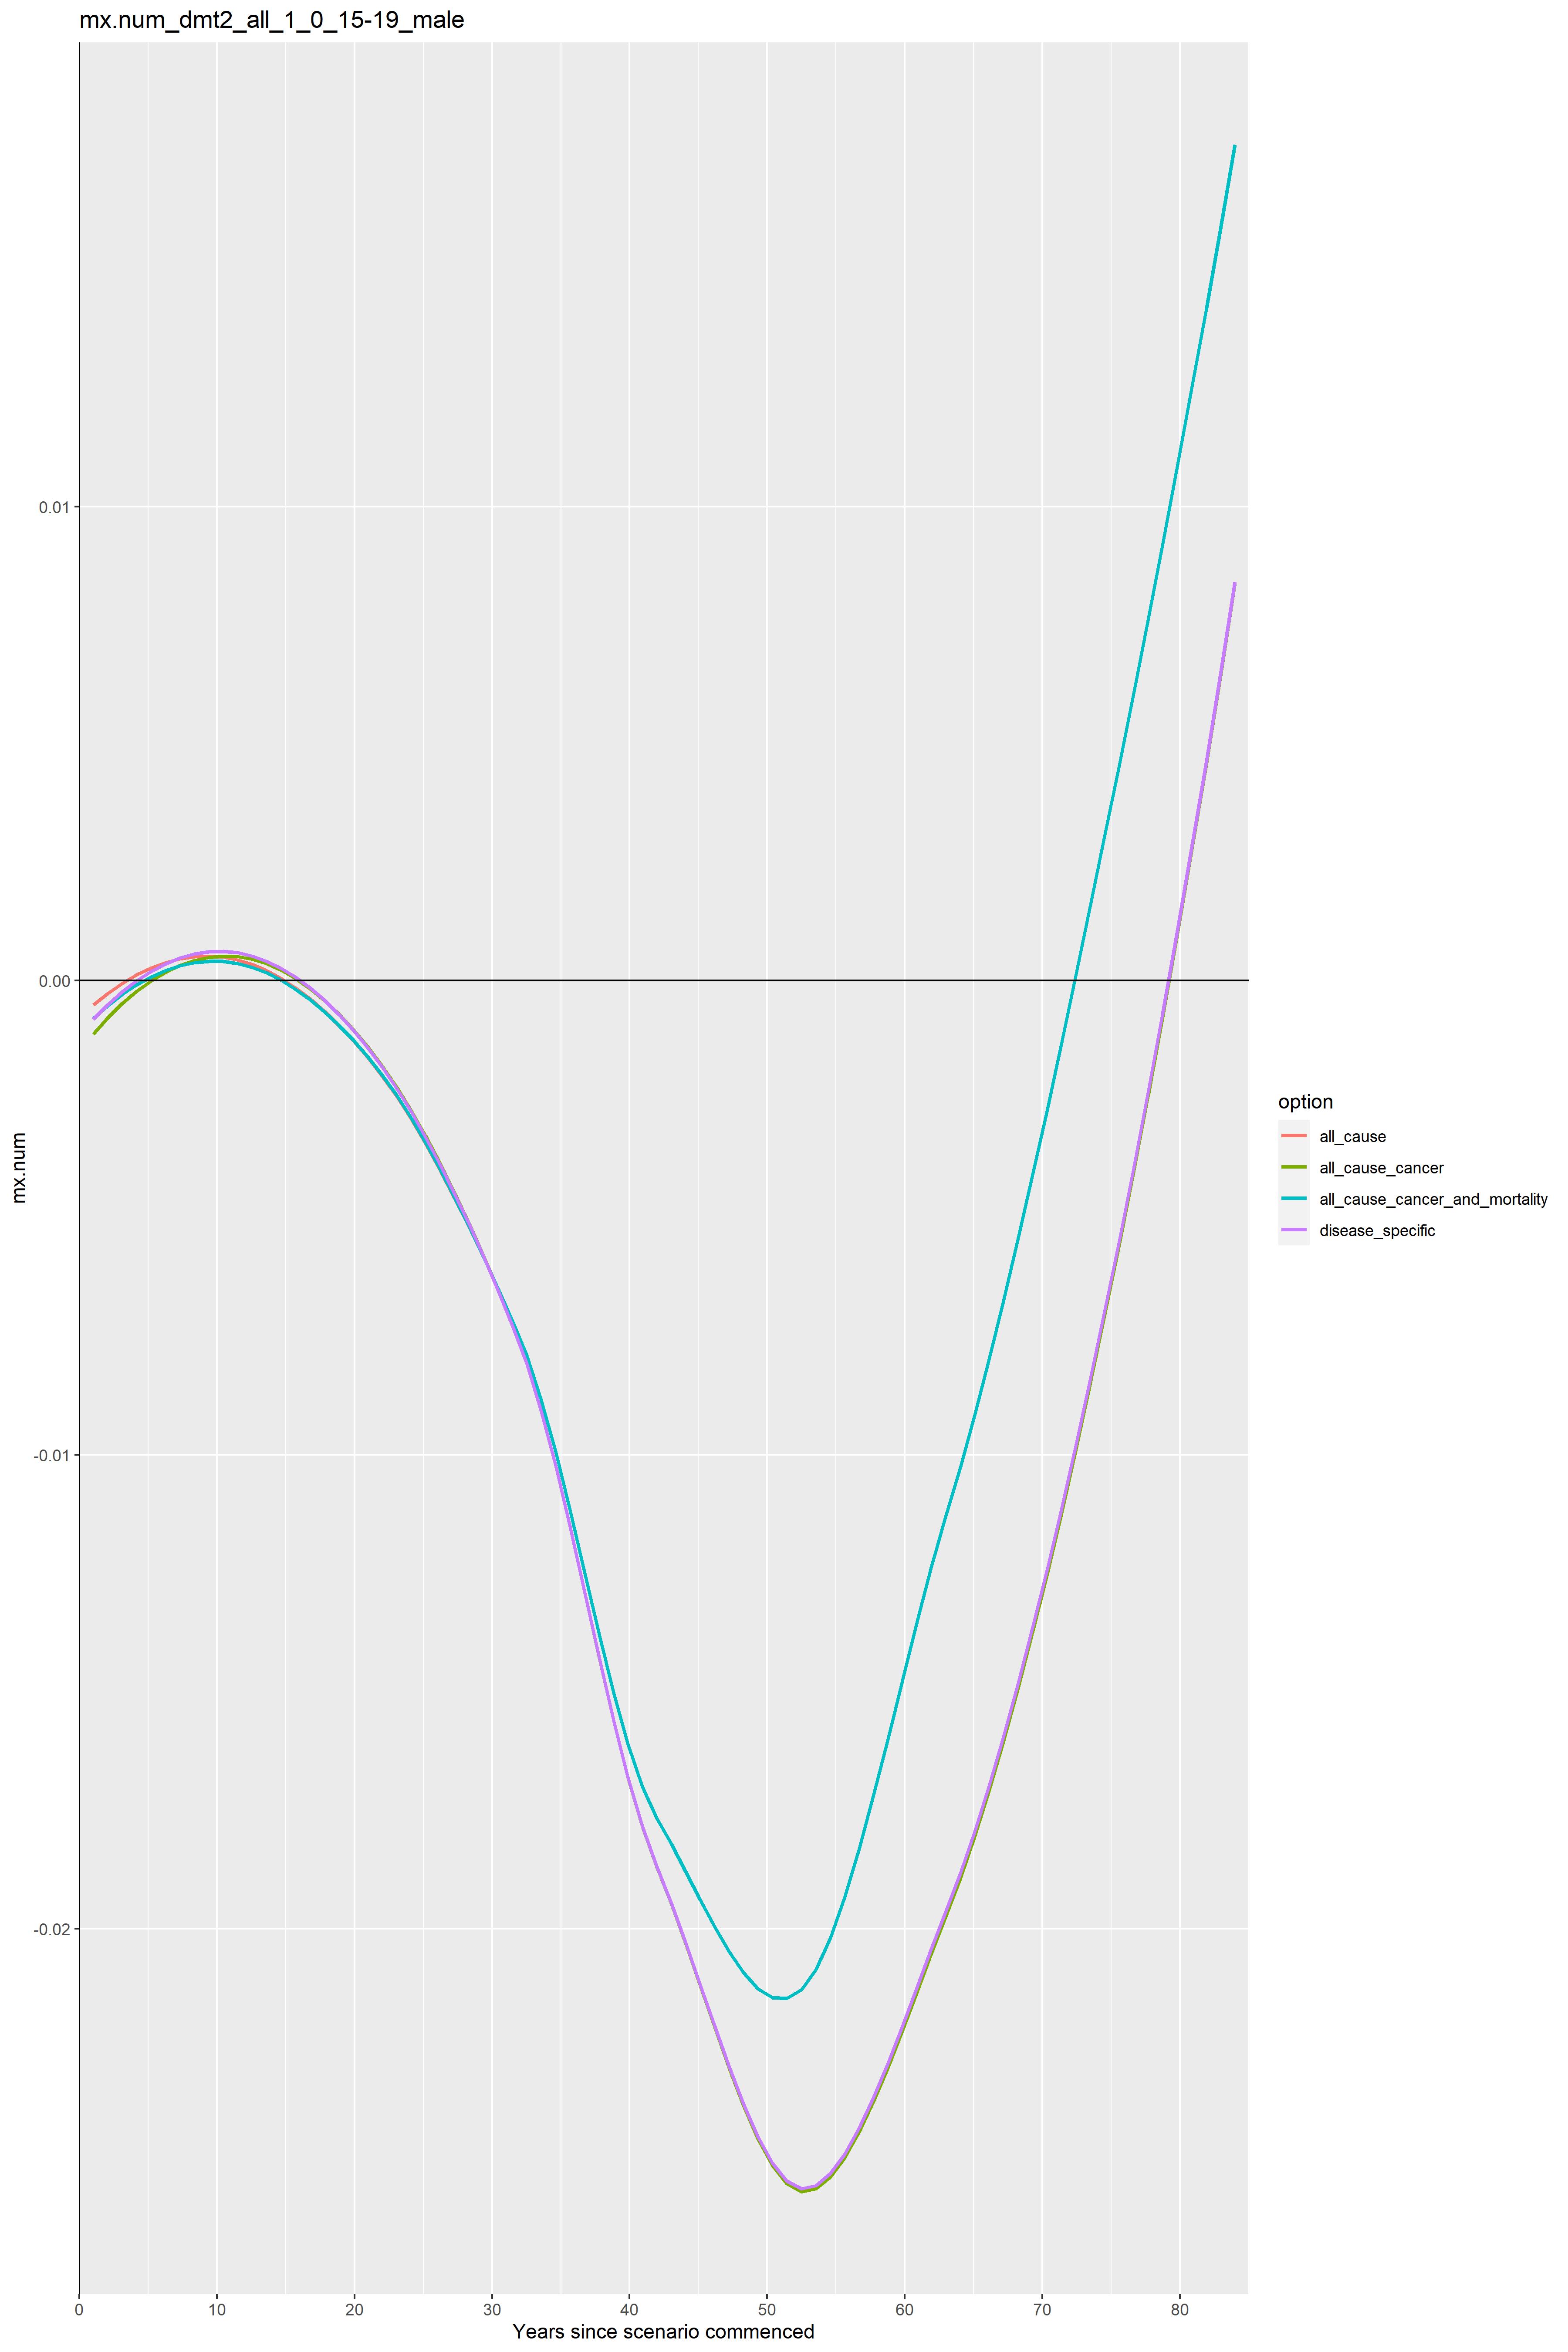 mx.num_dmt2_all_1_0_15-19_male
0.01
0.00
-0.01
-0.02
mx.num
0 10 20 30 40 50 60 70 80
Years since scenario commenced
option
all_cause
all_cause_cancer
all_cause_cancer_and_mortality
disease_specific